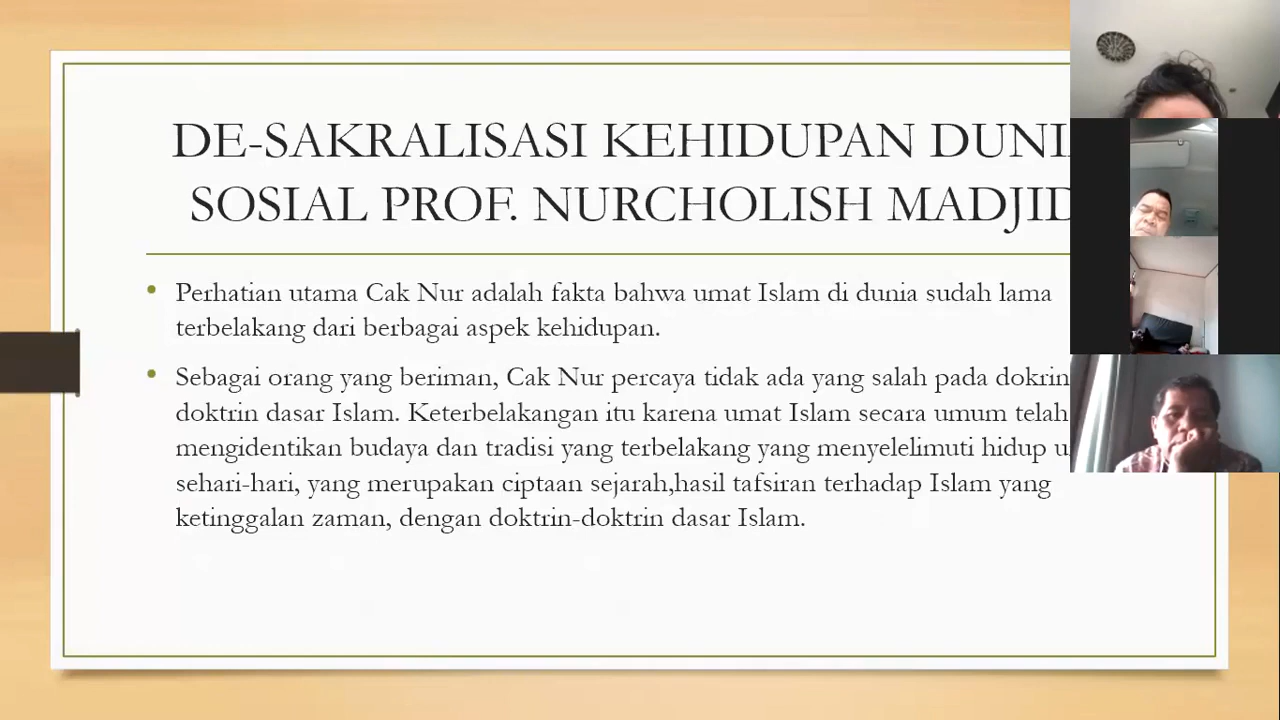 DE-SAKRALISASI KEHIDUPAN
SOSIAL PROF. NURCHOLISH MADJID
• Perhatian utama Cak Nur adalah fakta bahwa umat Islam di dunia sudah lama
terbelakang dari berbagai aspek kehidupan.
• Sebagai orang yang beriman, Cak Nur percaya tidak ada yang salah pada dokrin
doktrin dasar Islam. Keterbelakangan itu karena umat Islam secara umum telah
mengidentikan budaya dan tradisi yang terbelakang yang menyelelimuti hidup
sehari-hari, yang merupakan ciptaan sejarah,hasil tafsiran terhadap Islam yang
ketinggalan zaman, dengan doktrin-doktrin dasar Islam.